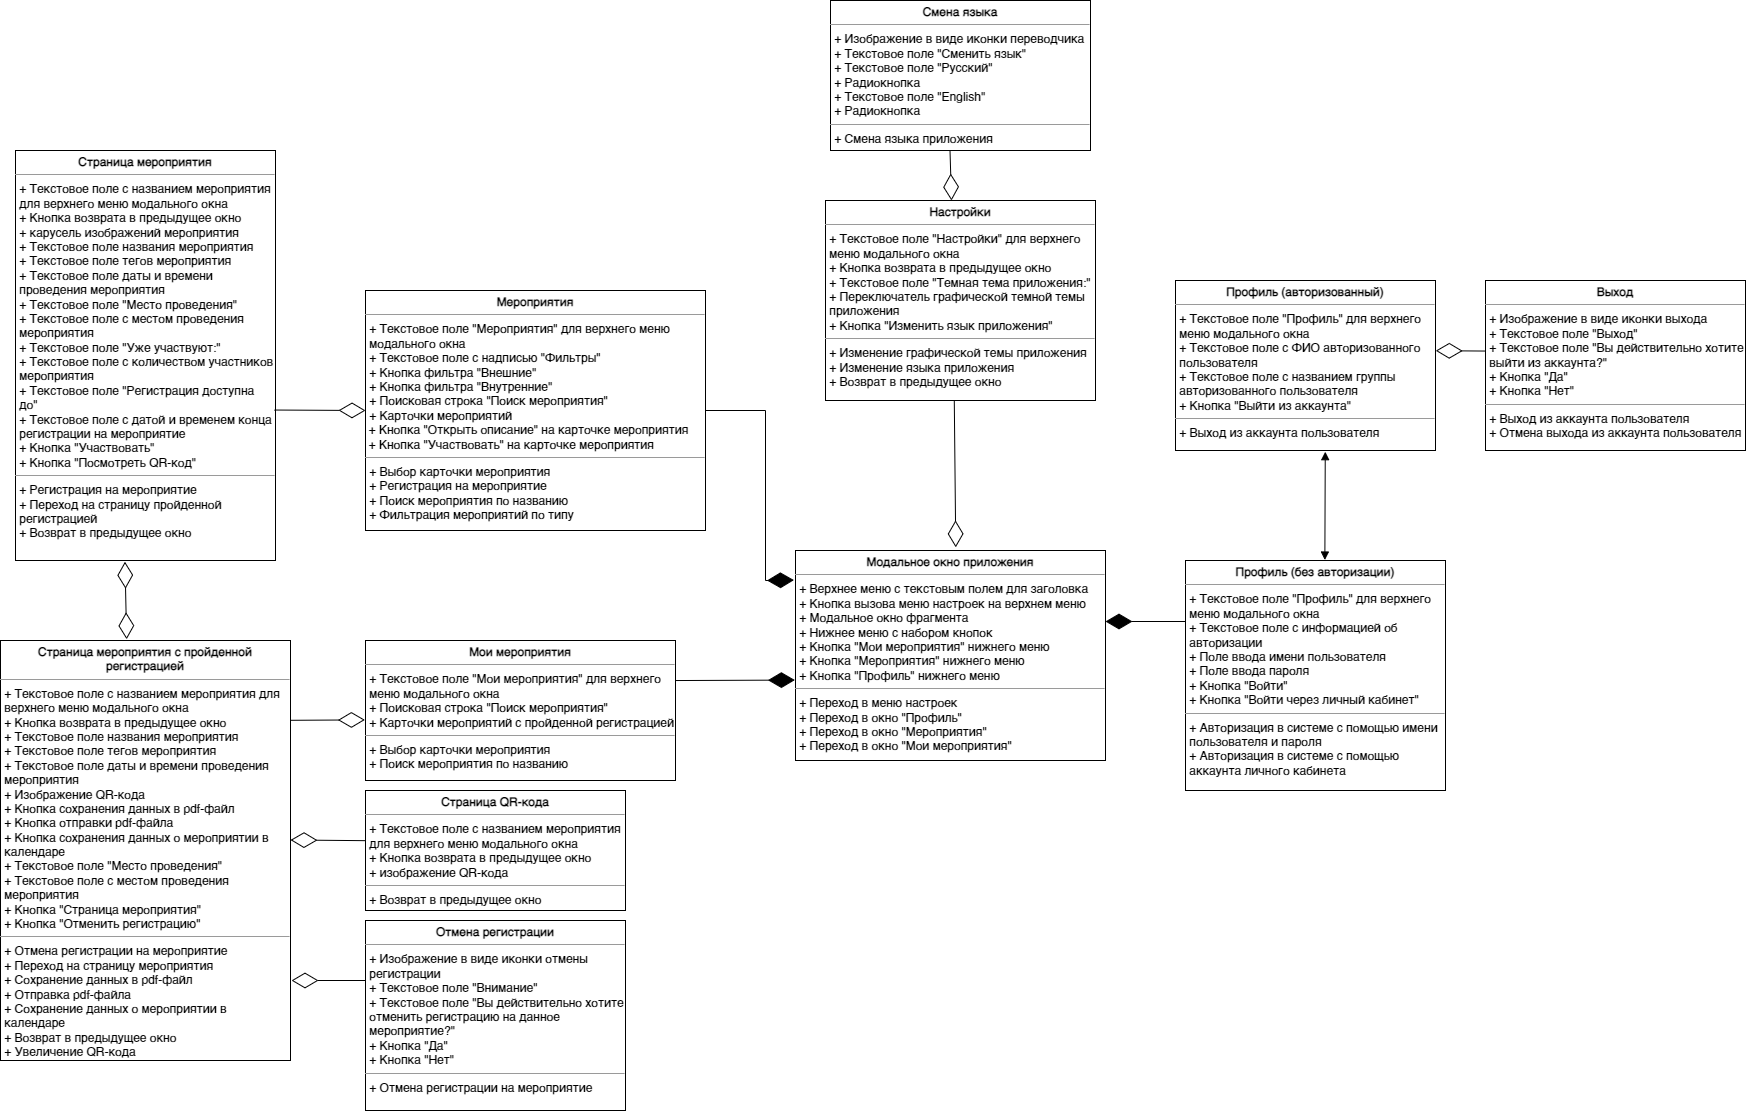 Смена языка
+ Изображение в виде иконки переводчика
+ Текстовое поле "Сменить язык"
+ Текстовое поле "Русский"
+ Радиокнопка
+ Текстовое поле "English"
+ Радиокнопка
+ Смена языка приложения
Страница мероприятия
+ Текстовое поле с названием мероприятия
для верхнего меню модального окна
+ Кнопка возврата в предыдущее окно
+ карусель изображений мероприятия
+ Текстовое поле названия мероприятия
+ Текстовое поле тегов мероприятия
+ Текстовое поле даты и времени
проведения мероприятия
+ Текстовое поле "Место проведения"
+ Текстовое поле с местом проведения
мероприятия
+ Текстовое поле "Уже участвуют:"
+ Текстовое поле с количеством участников
мероприятия
+ Текстовое поле "Регистрация доступна
до"
+ Текстовое поле с датой и временем конца
регистрации на мероприятие
+ Кнопка "Участвовать"
+ Кнопка "Посмотреть QR-код"
+ Регистрация на мероприятие
+ Переход на страницу пройденной
регистрацией
+ Возврат в предыдущее окно
Мероприятия
+ Текстовое поле "Мероприятия" для верхнего меню
модального окна
+ Текстовое поле с надписью "Фильтры"
+ Кнопка фильтра "Внешние"
+ Кнопка фильтра "Внутренние"
+ Поисковая строка "Поиск мероприятия"
+ Карточки мероприятий
+ Кнопка "Открыть описание" на карточке мероприятия
+ Кнопка "Участвовать" на карточке мероприятия
+ Выбор карточки мероприятия
+ Регистрация на мероприятие
+ Поиск мероприятия по названию
+ Фильтрация мероприятий по типу
Настройки
+ Текстовое поле "Настройки" для верхнего
меню модального окна
+ Кнопка возврата в предыдущее окно
+ Текстовое поле "Темная тема приложения:"
+ Переключатель графической темной темы
приложения
+ Кнопка "Изменить язык приложения"
+ Изменение графической темы приложения
+ Изменение языка приложения
+ Возврат в предыдущее окно
Профиль (авторизованный)
+ Текстовое поле "Профиль" для верхнего
меню модального окна
+ Текстовое поле с ФИО авторизованного
пользователя
+ Текстовое поле с названием группы
авторизованного пользователя
+ Кнопка "Выйти из аккаунта"
+ Выход из аккаунта пользователя
Выход
+ Изображение в виде иконки выхода
+ Текстовое поле "Выход"
+ Текстовое поле "Вы действительно хотите
выйти из аккаунта?"
+ Кнопка "Да"
+ Кнопка "Нет"
+ Выход из аккаунта пользователя
+ Отмена выхода из аккаунта пользователя
Модальное окно приложения
+ Верхнее меню с текстовым полем для заголовка
+ Кнопка вызова меню настроек на верхнем меню
+ Модальное окно фрагмента
+ Нижнее меню с набором кнопок
+ Кнопка "Мои мероприятия" нижнего меню
+ Кнопка "Мероприятия" нижнего меню
+ Кнопка "Профиль" нижнего меню
+ Переход в меню настроек
+ Переход в окно "Профиль"
+ Переход в окно "Мероприятия"
+ Переход в окно "Мои мероприятия"
Профиль (без авторизации)
+ Текстовое поле "Профиль" для верхнего
меню модального окна
+ Текстовое поле с информацией об
авторизации
+ Поле ввода имени пользователя
+ Поле ввода пароля
+ Кнопка "Войти"
+ Кнопка "Войти через личный кабинет"
+ Авторизация в системе с помощью имени
пользователя и пароля
+ Авторизация в системе с помощью
аккаунта личного кабинета
Страница мероприятия с пройденной
регистрацией
+ Текстовое поле с названием мероприятия для
верхнего меню модального окна
+ Кнопка возврата в предыдущее окно
+ Текстовое поле названия мероприятия
+ Текстовое поле тегов мероприятия
+ Текстовое поле даты и времени проведения
мероприятия
+ Изображение QR-кода
+ Кнопка сохранения данных в pdf-файл
+ Кнопка отправки pdf-файла
+ Кнопка сохранения данных о мероприятии в
календаре
+ Текстовое поле "Место проведения"
+ Текстовое поле с местом проведения
мероприятия
+ Кнопка "Страница мероприятия"
+ Кнопка "Отменить регистрацию"
+ Отмена регистрации на мероприятие
+ Переход на страницу мероприятия
+ Сохранение данных в pdf-файл
+ Отправка pdf-файла
+ Сохранение данных о мероприятии в
календаре
+ Возврат в предыдущее окно
+ Увеличение QR-кода
Мои мероприятия
+ Текстовое поле "Мои мероприятия" для верхнего
меню модального окна
+ Поисковая строка "Поиск мероприятия"
+ Карточки мероприятий с пройденной регистрацией
+ Выбор карточки мероприятия
+ Поиск мероприятия по названию
Страница QR-кода
+ Текстовое поле с названием мероприятия
для верхнего меню модального окна
+ Кнопка возврата в предыдущее окно
+ изображение QR-кода
+ Возврат в предыдущее окно
Отмена регистрации
+ Изображение в виде иконки отмены
регистрации
+ Текстовое поле "Внимание"
+ Текстовое поле "Вы действительно хотите
отменить регистрацию на данное
мероприятие?"
+ Кнопка "Да"
+ Кнопка "Нет"
+ Отмена регистрации на мероприятие